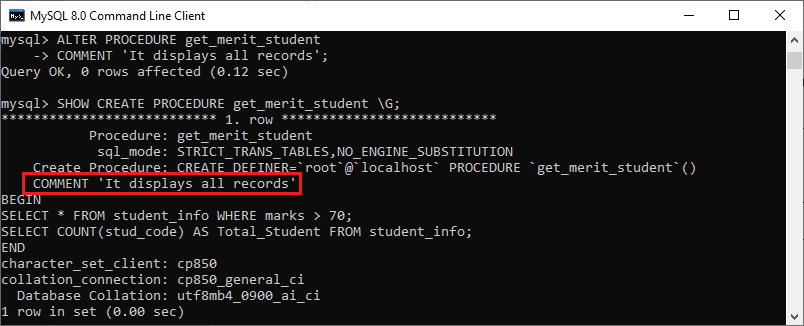 MySQL 8.0 Command Line Client
mysql> ALTER PROCEDURE get_merit_student
    -> COMMENT 'It displays all records';
Query OK, 0 rows affected (0.12 sec)
mysql> SHOW CREATE PROCEDURE get_merit_student \G;
*************************** 1. row ***************************
           Procedure: get_merit_student
            sql_mode: STRICT_TRANS_TABLES,NO_ENGINE_SUBSTITUTION
    Create Procedure: CREATE DEFINER=`root`@`localhost` PROCEDURE `get_merit_student`()
    COMMENT 'It displays all records'
BEGIN
SELECT * FROM student_info WHERE marks > 70;
SELECT COUNT(stud_code) AS Total_Student FROM student_info;
END
character_set_client: cp850
collation_connection: cp850_general_ci
  Database Collation: utf8mb4_0900_ai_ci
1 row in set (0.00 sec)